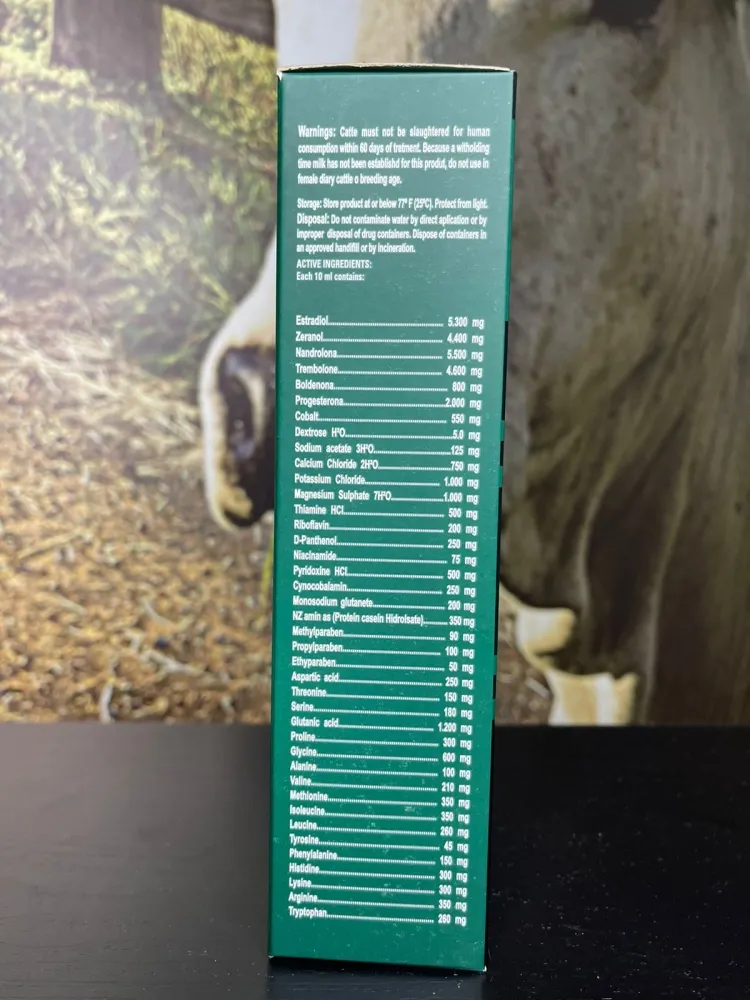 Warnings: Catte must not be slaughtered for human
consumption within 60 days of tretment. Because a witholding
time milk has not been establishd for this produt, do not use in
female diary cattle o breeding age.
Storage: Store product at or below 77º F (25ºC). Protect from light.
Disposal: Do not contaminate water by direct aplication or by
improper disposal of drug containers. Dispose of containers in
an approved handifill or by incineration.
ACTIVE INGREDIENTS:
Each 10 ml contains:
Estradiol........................................ 5.300 mg
Zeranol........................................ 4.400 mg
Nandrolona........................................ 5.500 mg
Trembolone........................................ 4.600 mg
Boldenona........................................ 800 mg
Progesterona........................................2.000 mg
Cobalt........................................ 550 mg
Dextrose H²O........................................5.0 mg
Sodium acetate 3H²O........................................125 mg
Calcium Chloride 2H²O........................................750 mg
Potassium Chloride........................................ 1.000 mg
Magnesium Sulphate 7H²O........................................1.000 mg
Thiamine HCl........................................ 500 mg
Riboflavin........................................ 200 mg
D-Panthenol........................................ 250 mg
Niacinamide........................................ 75 mg
Pyridoxine HCl........................................ 500 mg
Cynocobalamin........................................ 250 mg
Monosodium glutanete........................................ 200 mg
NZ amin as (Protein casein Hidrolsate)........ 350 mg
Methylparaben........................................ 90 mg
Propylparaben........................................ 100 mg
Ethyparaben........................................ 50 mg
Aspartic acid........................................ 250 mg
Threonine........................................ 150 mg
Serine........................................ 180 mg
Glutanic acid........................................ 1.200 mg
Proline........................................ 300 mg
Glycine........................................ 600 mg
Alanine........................................ 100 mg
Valine........................................ 210 mg
Methionine........................................ 350 mg
Isoleucine........................................ 350 mg
Leucine........................................ 260 mg
Tyrosine........................................ 45 mg
Phenylalanine........................................ 150 mg
Histidine........................................ 300 mg
Lysine........................................ 300 mg
Arginine........................................ 350 mg
Tryptophan........................................ 260 mg